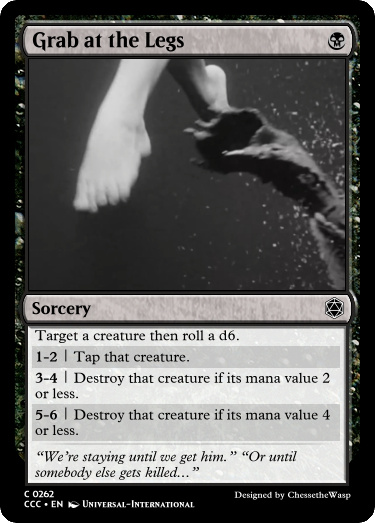 Grab at the Legs
Sorcery
Target a creature then roll a d6.
1-2 | Tap that creature.
3-4 | Destroy that creature if its mana value 2
or less.
5-6 | Destroy that creature if its mana value 4
or less.
“We’re staying until we get him.” “Or until
somebody else gets killed...”
C 0262
CCC • EN Universal-International
Designed by ChessetheWasp